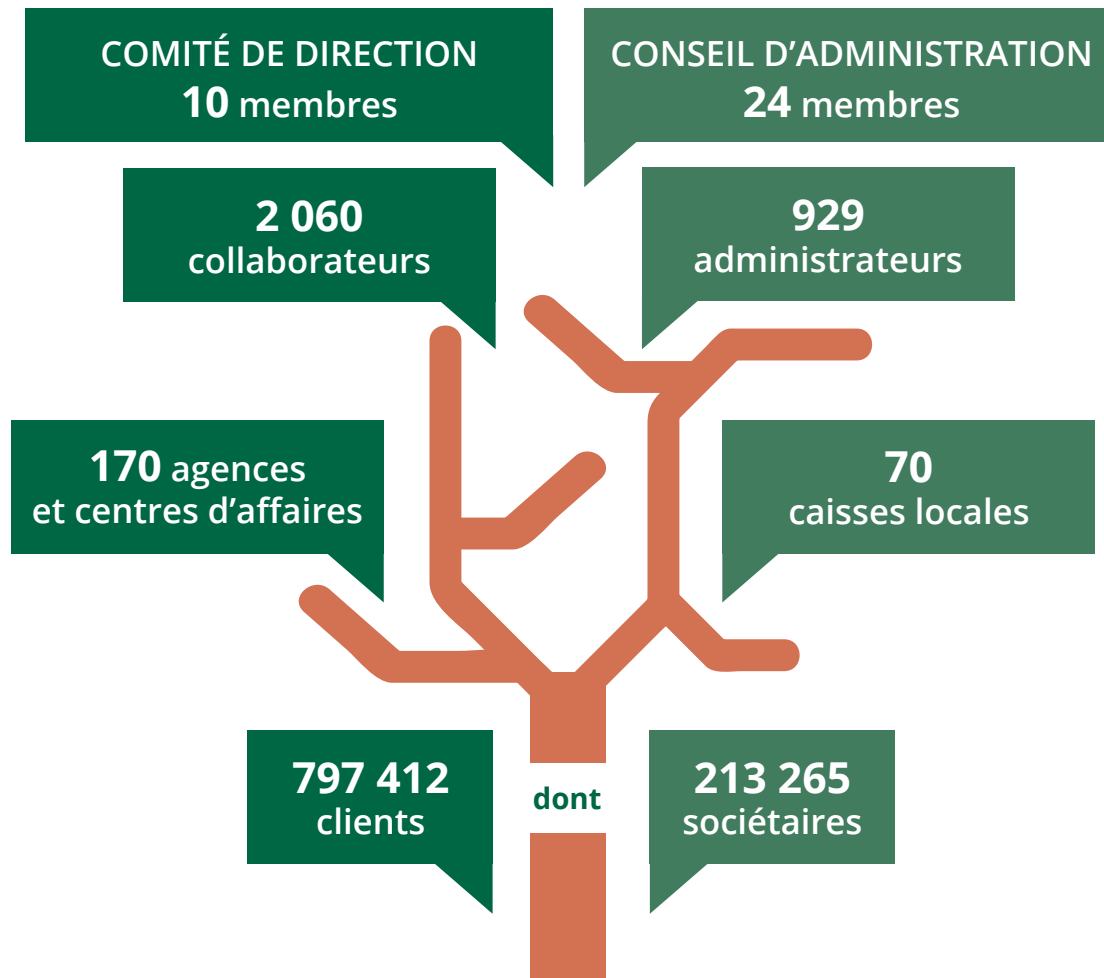 COMITÉ DE DIRECTION
10 membres
CONSEIL D’ADMINISTRATION
24 membres
2 060
collaborateurs
929
administrateurs
170 agences
et centres d’affaires
70
caisses locales
797 412
clients
dont
213 265
sociétaires